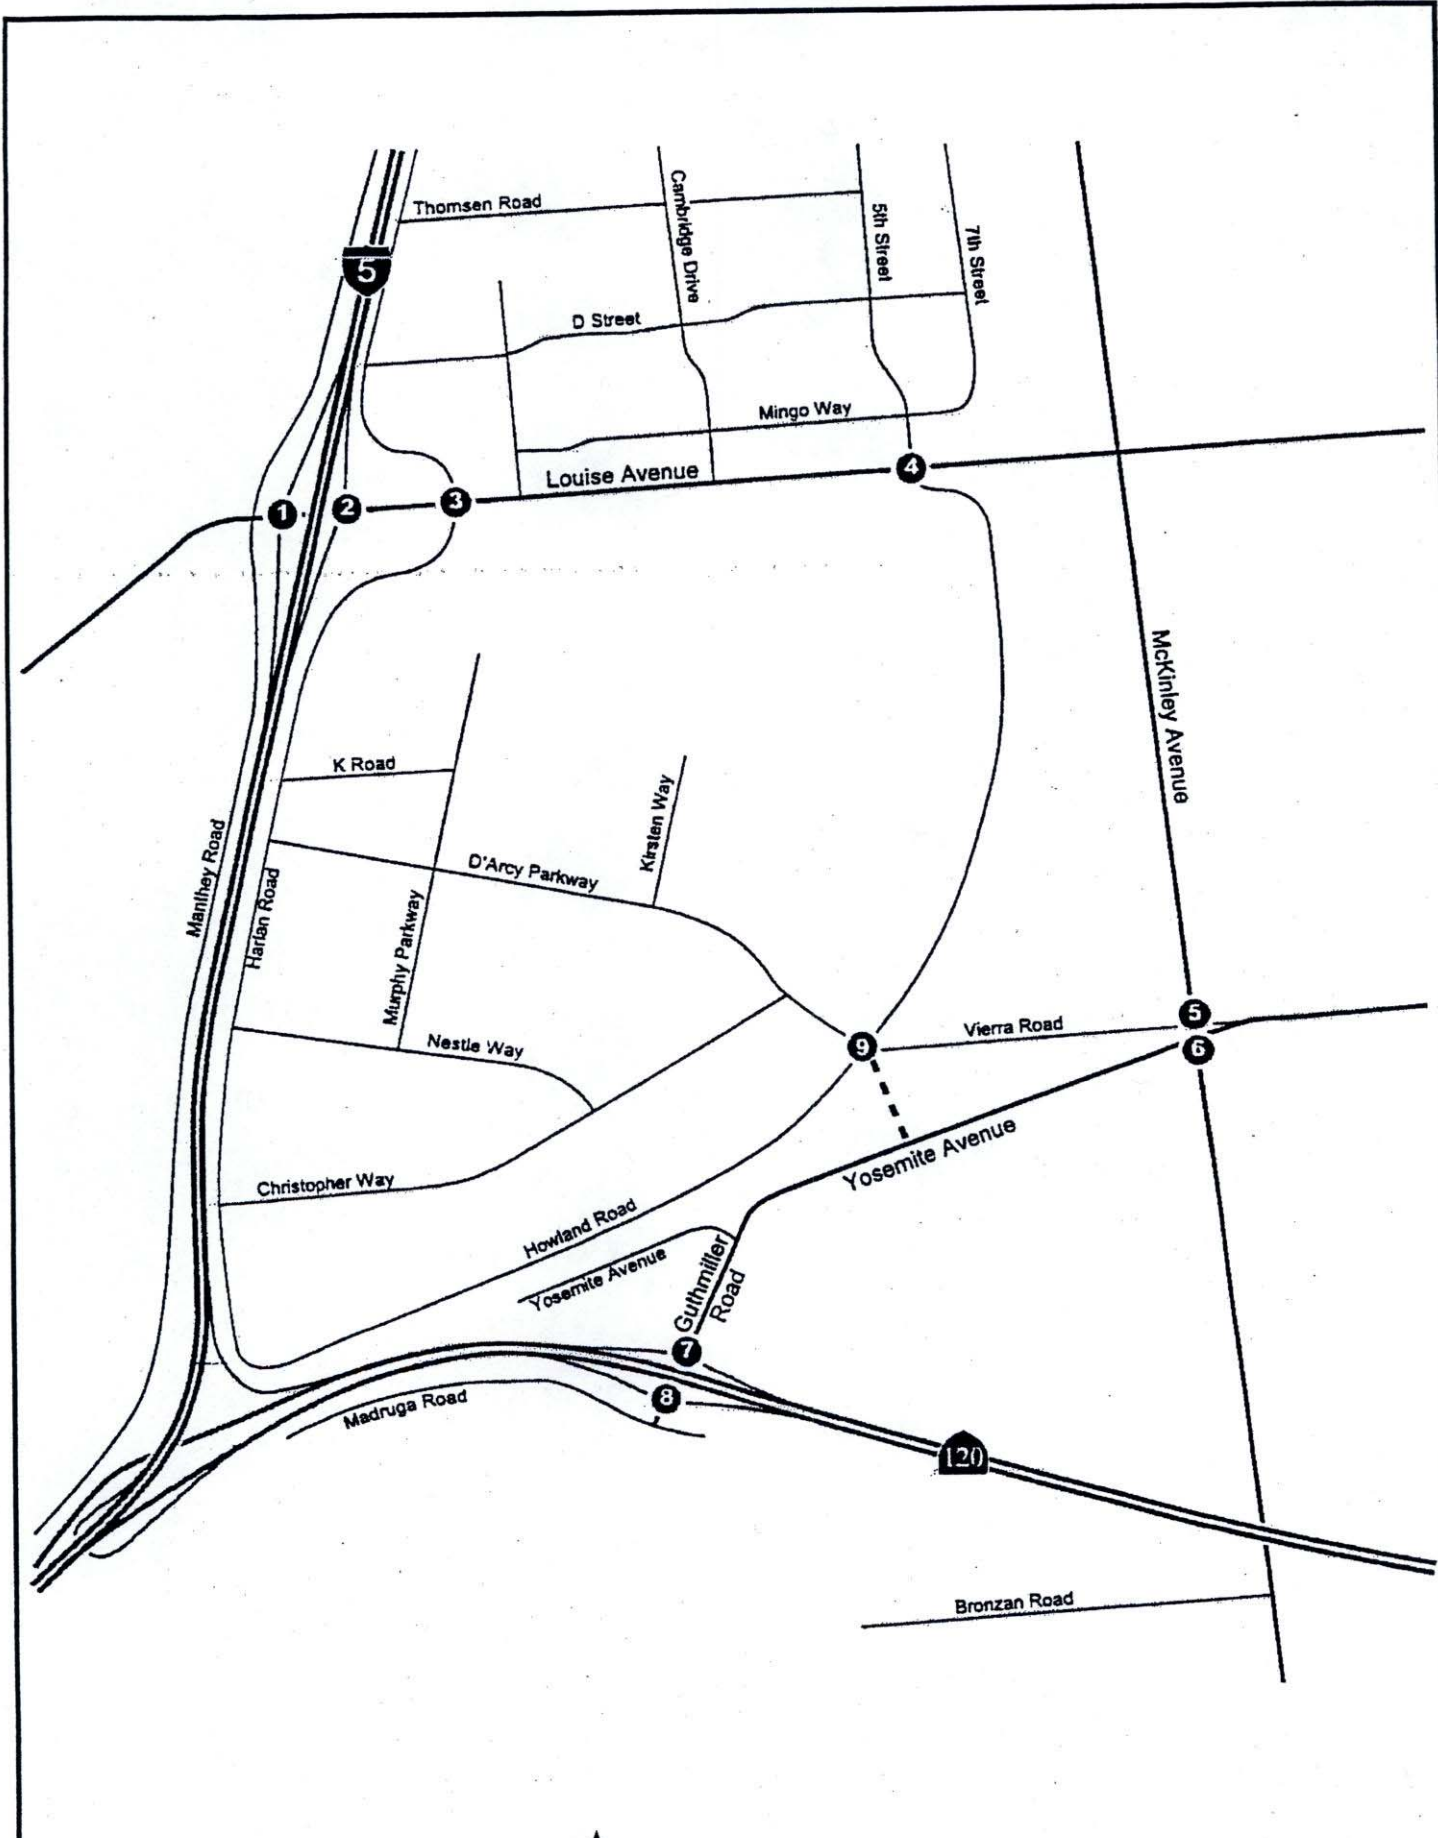 Thomsen Road
Cambridge Drive
5th Street
7th Street
5
D Street
Mingo Way
Louise Avenue
4
3
2
1
McKinley Avenue
K Road
Kirsten Way
Manthey Road
Harlan Road
D'Arcy Parkway
Murphy Parkway
5
Vierra Road
9
6
Nestle Way
Yosemite Avenue
Christopher Way
Howland Road
Yosemite Avenue
Guthmiller
Road
7
8
Madruga Road
120
Bronzan Road